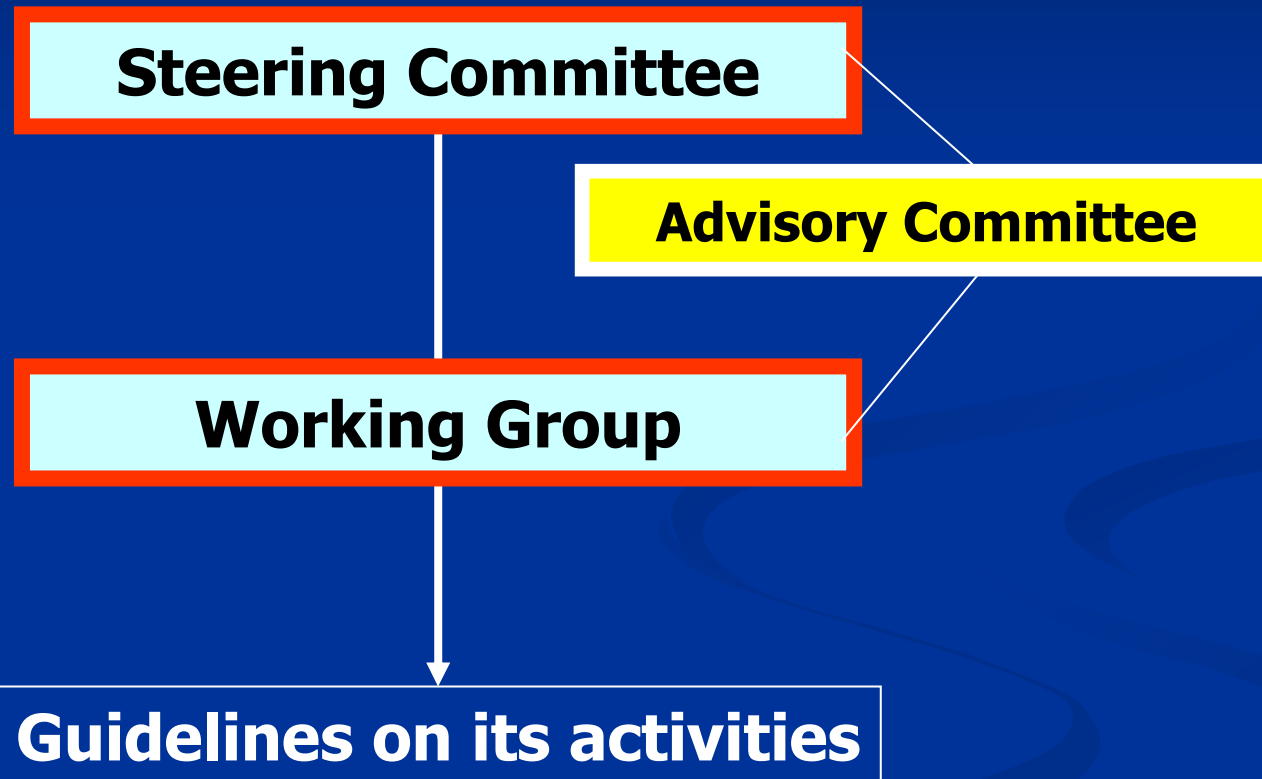 Steering Committee
Advisory Committee
Working Group
Guidelines on its activities